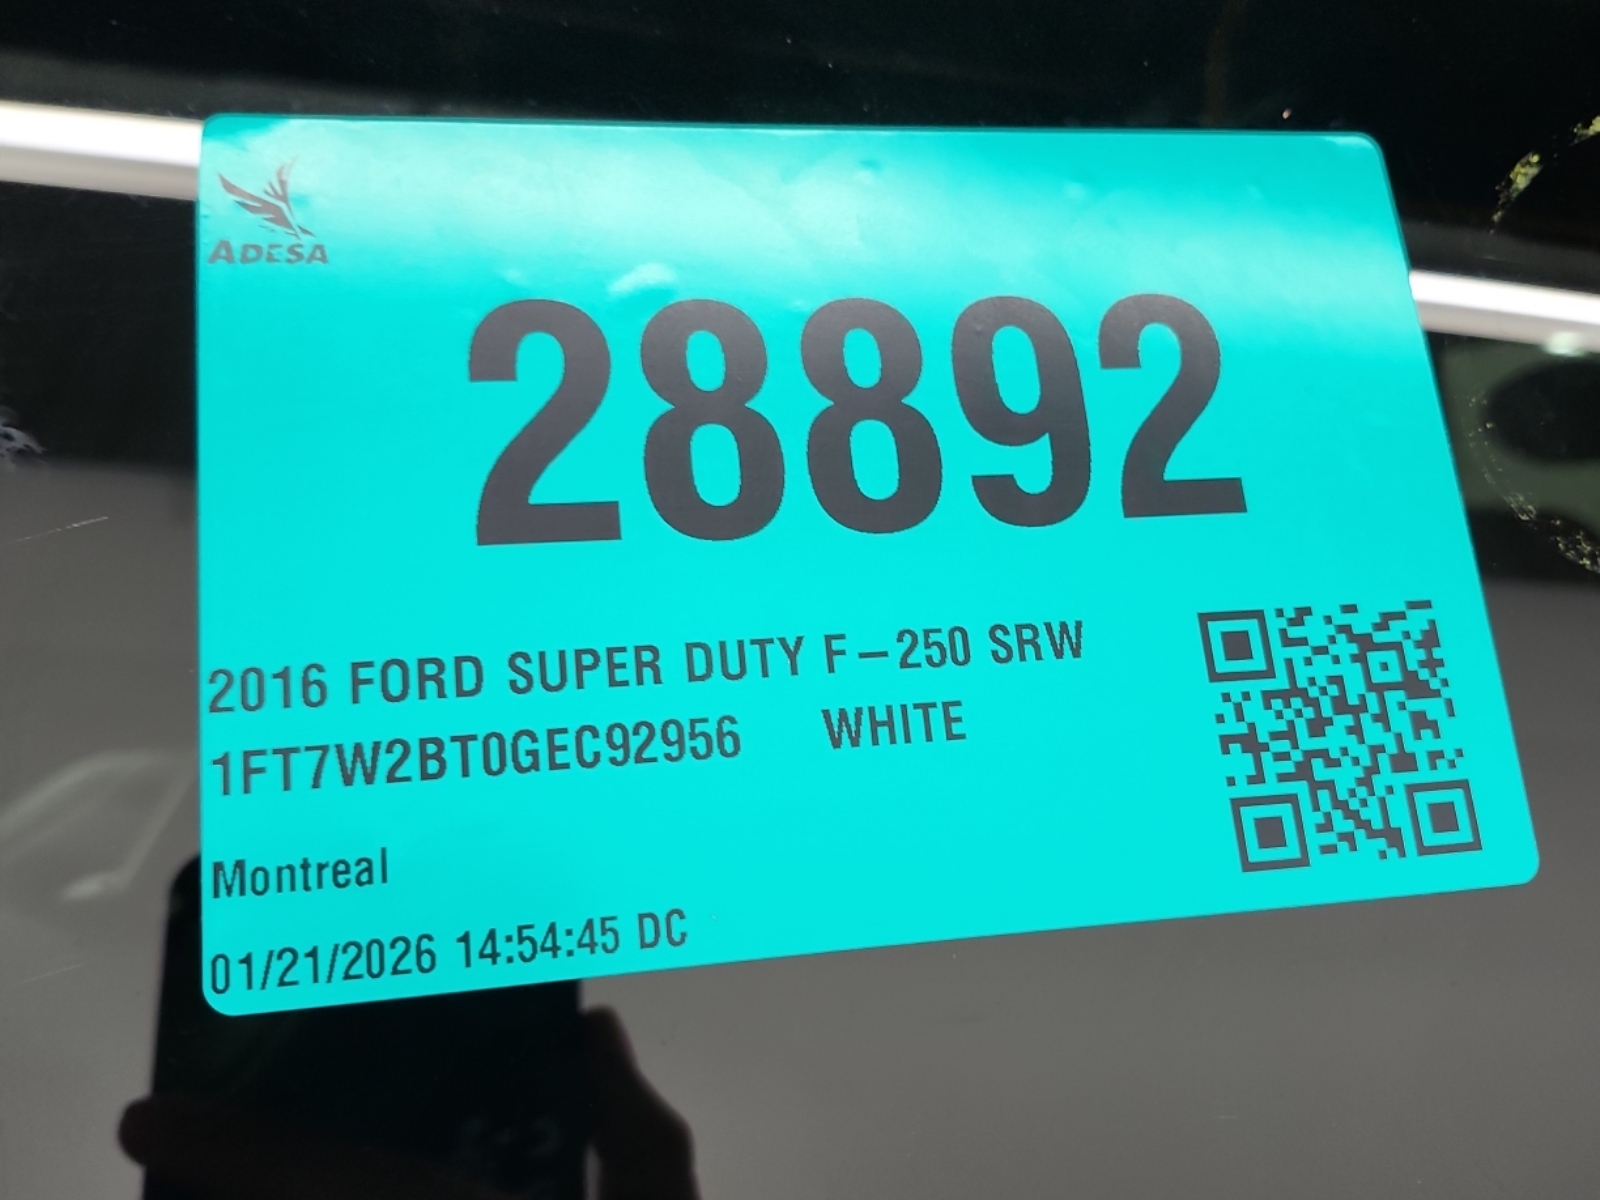 ADESA
28892
2016 FORD SUPER DUTY F-250 SRW
1FT7W2BT0GEC92956 WHITE
Montreal
01/21/2026 14:54:45 DC